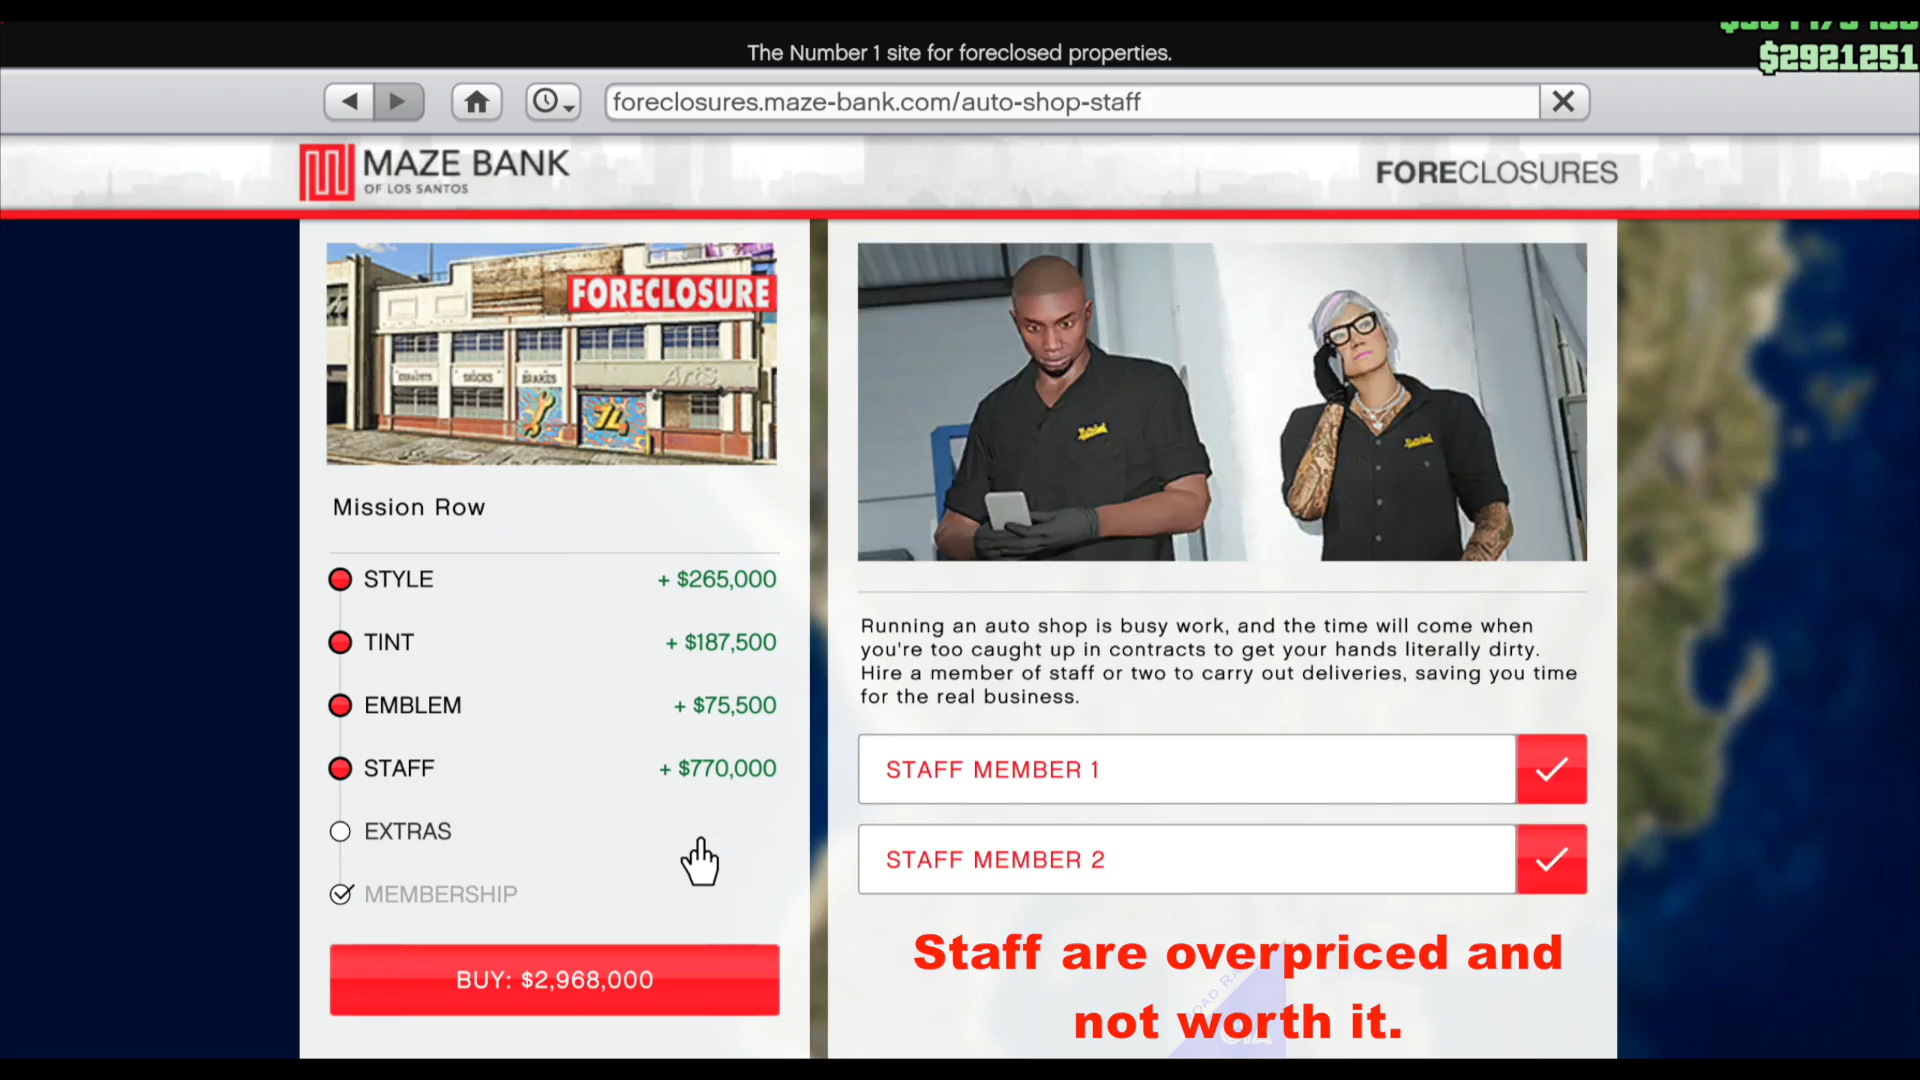 The Number 1 site for foreclosed properties.
$2921251
foreclosures.maze-bank.com/auto-shop-staff
MAZE BANK
OF LOS SANTOS
FORECLOSURES
FORECLOSURE
EXHAUSTS
SHOCKS
BRAKES
Art's
Mission Row
STYLE + $265,000
TINT + $187,500
EMBLEM + $75,500
STAFF + $770,000
EXTRAS
MEMBERSHIP
BUY: $2,968,000
Running an auto shop is busy work, and the time will come when
you're too caught up in contracts to get your hands literally dirty.
Hire a member of staff or two to carry out deliveries, saving you time
for the real business.
STAFF MEMBER 1
STAFF MEMBER 2
Staff are overpriced and
not worth it.